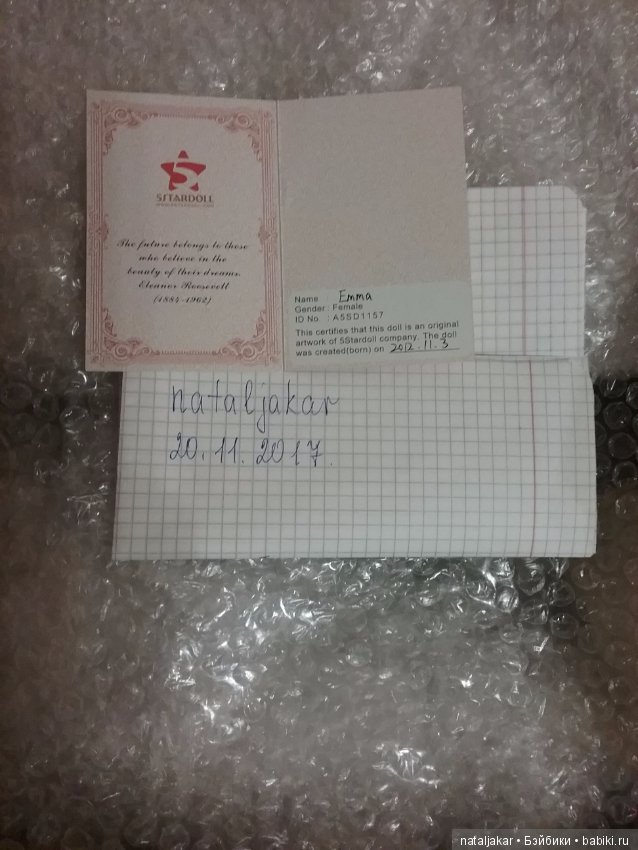 5
5STARDOLL
The future belongs to those
who believe in the
beauty of their dreams.
Eleanor Roosevelt
(1884-1962)
Name : Emma
Gender : Female
ID No. : A5SD1157
This certifies that this doll is an original
artwork of 5Stardoll company. The doll
was created(born) on 2012.11.3
nataljakar
20.11.2017.
nataljakar • Бэйбики • babiki.ru